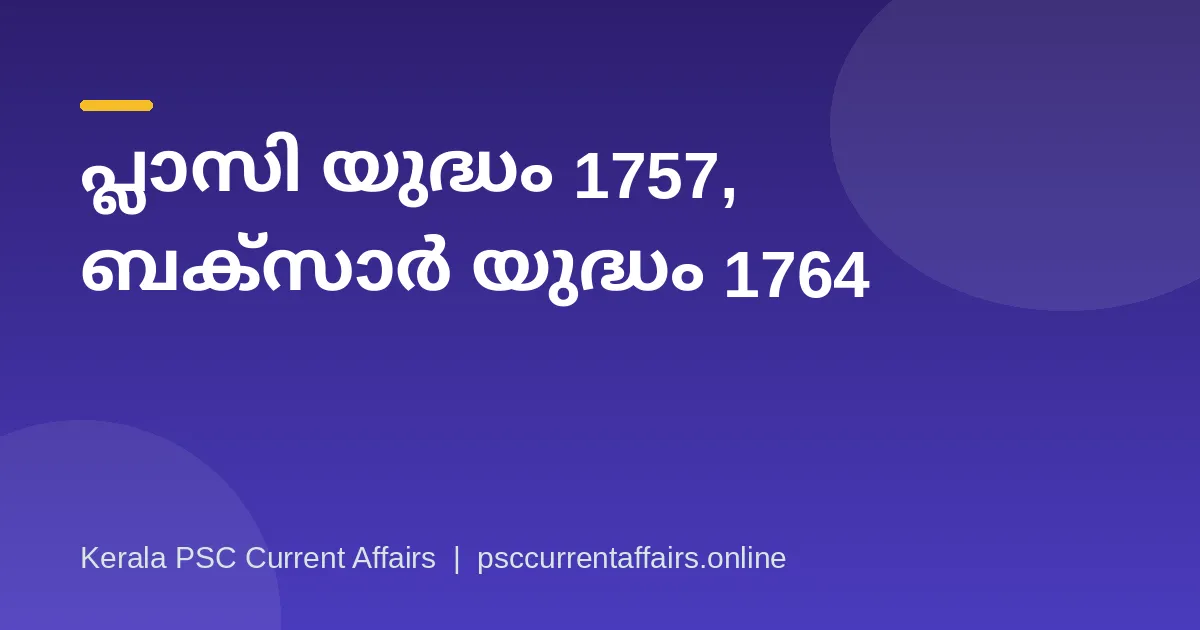 പ്ലാസി യുദ്ധം 1757,
ബക്സാർ യുദ്ധം 1764
Kerala PSC Current Affairs | psccurrentaffairs.online